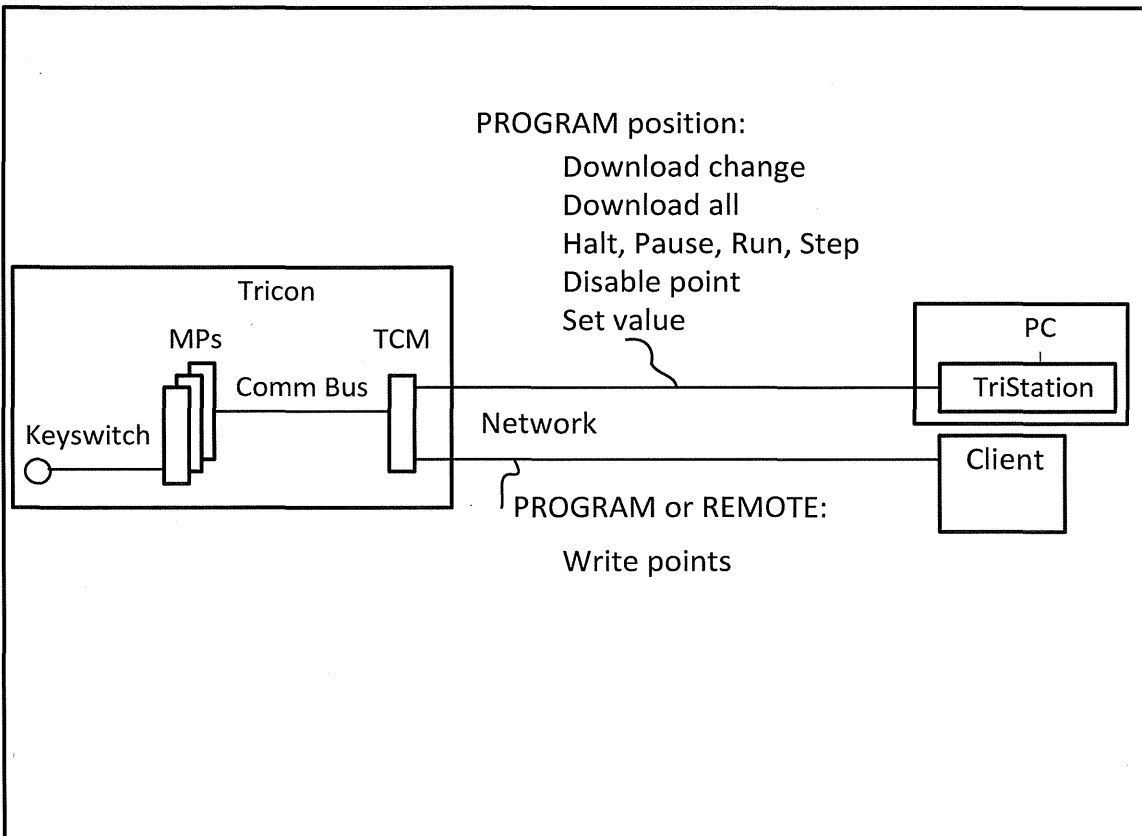 PROGRAM position:
Download change
Download all
Halt, Pause, Run, Step
Disable point
Set value
Tricon
MPs
TCM
Comm Bus
Keyswitch
Network
PC
TriStation
Client
PROGRAM or REMOTE:
Write points